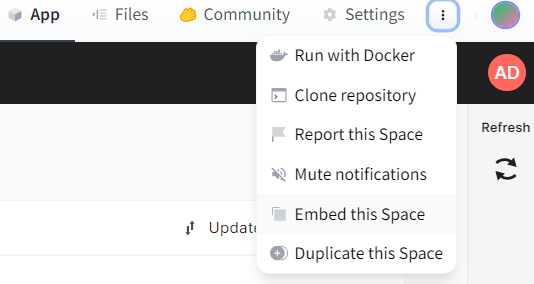 App Files Community Settings
Run with Docker
AD
Clone repository
Refresh
Report this Space
Mute notifications
Embed this Space
Update
Duplicate this Space